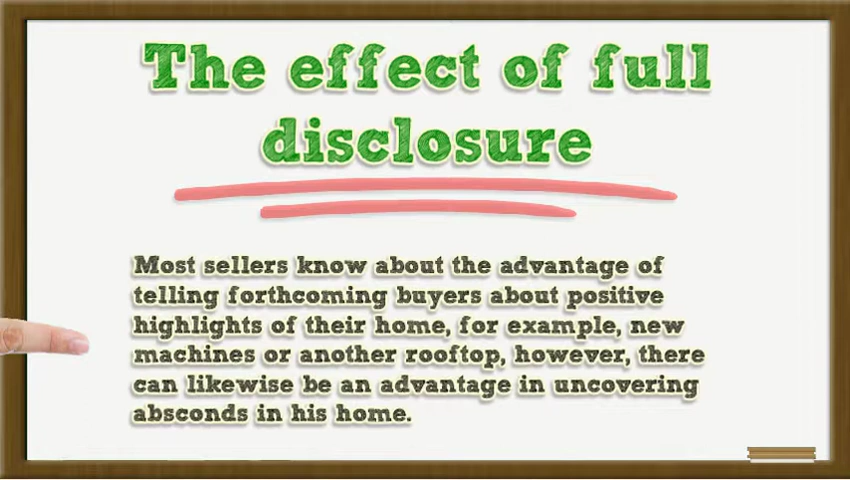 The effect of full
disclosure
Most sellers know about the advantage of
telling forthcoming buyers about positive
highlights of their home, for example, new
machines or another rooftop, however, there
can likewise be an advantage in uncovering
absconds in his home.